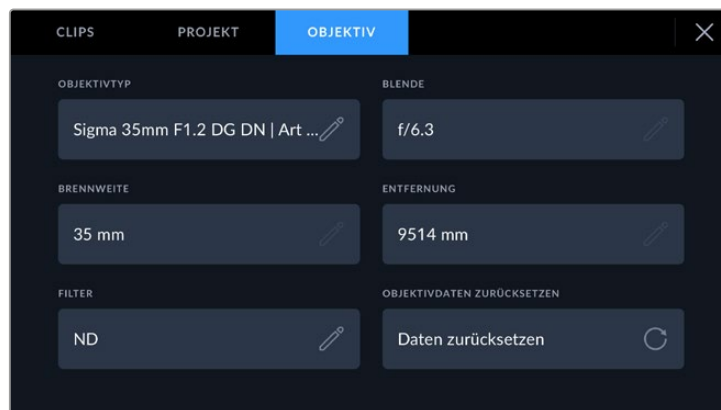 CLIPS PROJEKT OBJEKTIV
OBJEKTIVTYP
Sigma 35mm F1.2 DG DN | Art ...
BLENDE
f/6.3
BRENNWEITE
35 mm
ENTFERNUNG
9514 mm
FILTER
ND
OBJEKTIVDATEN ZURÜCKSETZEN
Daten zurücksetzen